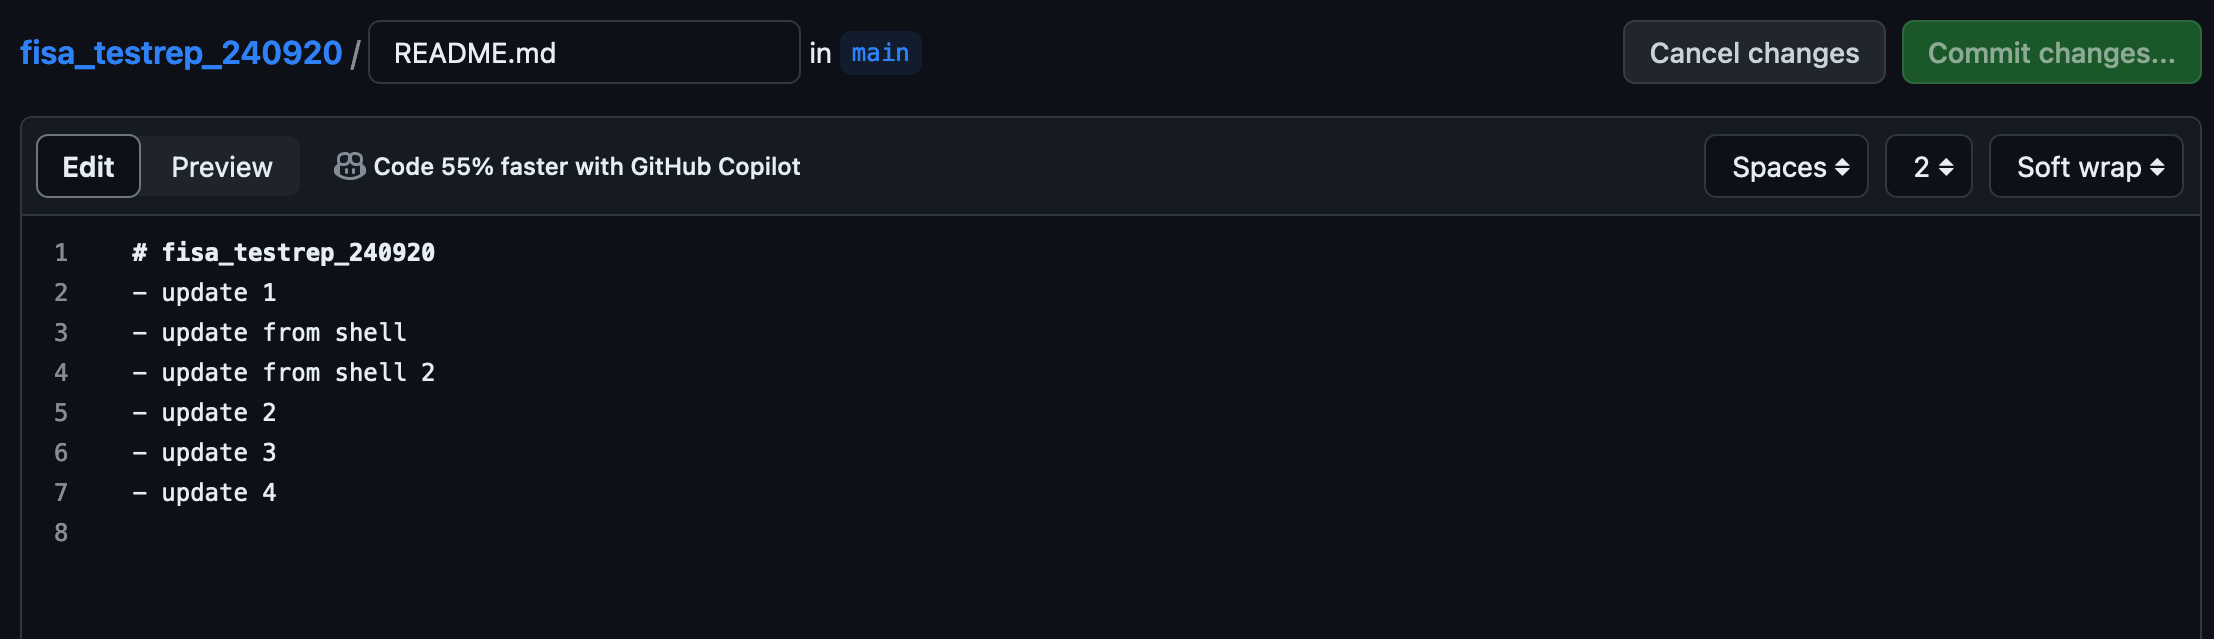 fisa_testrep_240920 / README.md in main Cancel changes Commit changes...
Edit Preview Code 55% faster with GitHub Copilot Spaces 2 Soft wrap
1 # fisa_testrep_240920
2 - update 1
3 - update from shell
4 - update from shell 2
5 - update 2
6 - update 3
7 - update 4
8